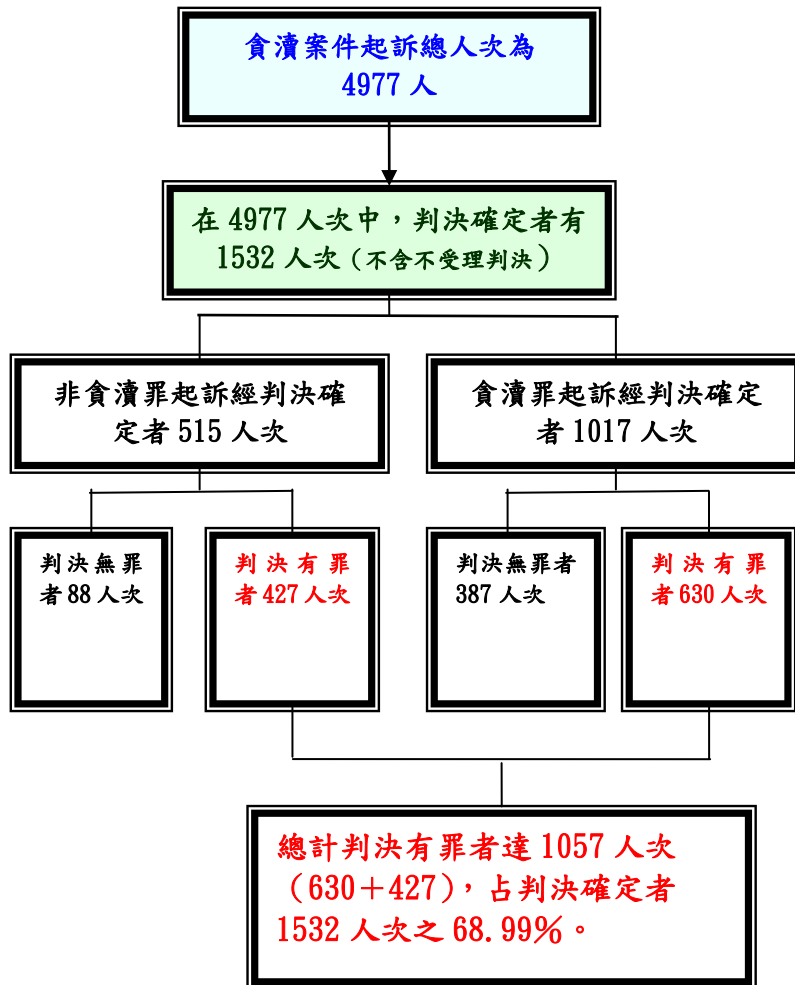 貪瀆案件起訴總人次為
4977 人
在 4977 人次中，判決確定者有
1532 人次（不含不受理判決）
非貪瀆罪起訴經判決確
定者 515 人次
貪瀆罪起訴經判決確定
者 1017 人次
判決無罪
者 88 人次
判決有罪
者 427 人次
判決無罪者
387 人次
判決有罪
者 630 人次
總計判決有罪者達 1057 人次
（630＋427），占判決確定者
1532 人次之 68.99％。